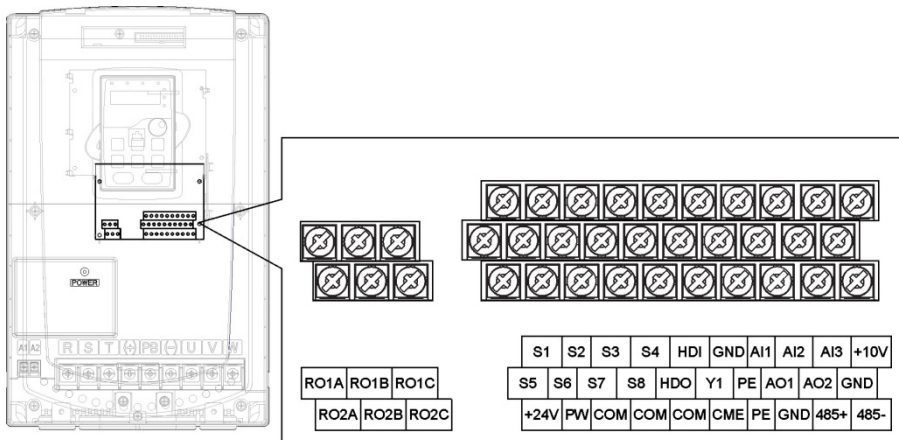 POWER
A1 A2
R S T (+) PB (-) U V W
RO1A RO1B RO1C
RO2A RO2B RO2C
S1 S2 S3 S4 HDI GND AI1 AI2 AI3 +10V
S5 S6 S7 S8 HDO Y1 PE AO1 AO2 GND
+24V PW COM COM COM CME PE GND 485+ 485-